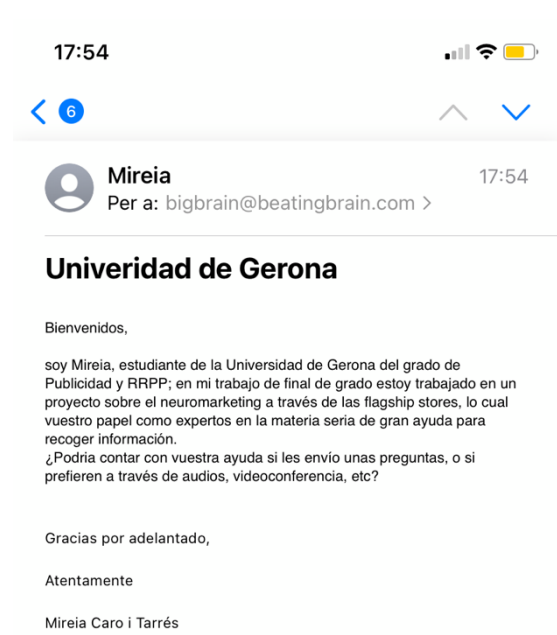 17:54
6
Mireia
17:54
Per a: bigbrain@beatingbrain.com >
Univeridad de Gerona
Bienvenidos,
soy Mireia, estudiante de la Universidad de Gerona del grado de
Publicidad y RRPP; en mi trabajo de final de grado estoy trabajado en un
proyecto sobre el neuromarketing a través de las flagship stores, lo cual
vuestro papel como expertos en la materia seria de gran ayuda para
recoger información.
¿Podria contar con vuestra ayuda si les envío unas preguntas, o si
prefieren a través de audios, videoconferencia, etc?
Gracias por adelantado,
Atentamente
Mireia Caro i Tarrés